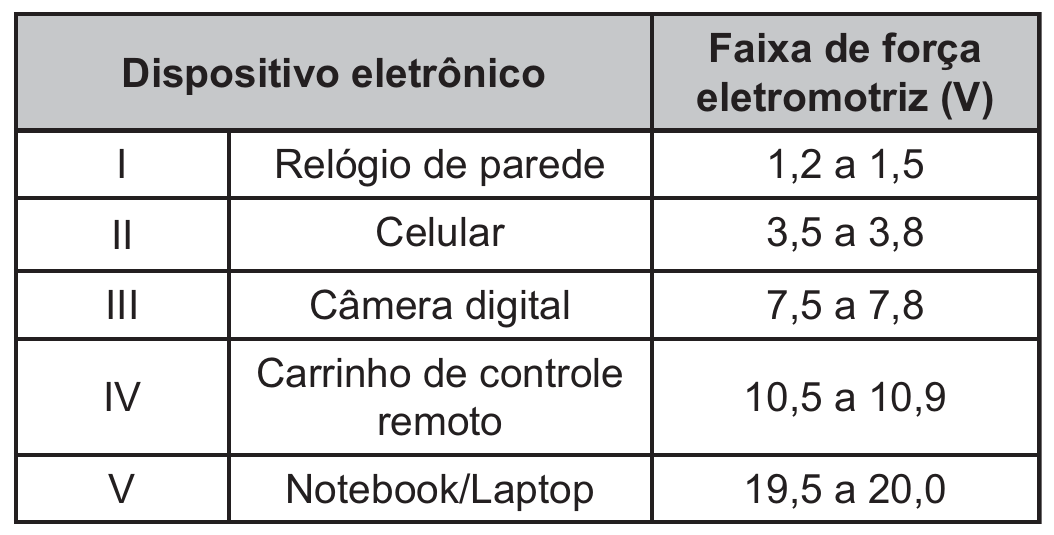 Dispositivo eletrônico
Faixa de força
eletromotriz (V)
I Relógio de parede 1,2 a 1,5
II Celular 3,5 a 3,8
III Câmera digital 7,5 a 7,8
IV Carrinho de controle
remoto 10,5 a 10,9
V Notebook/Laptop 19,5 a 20,0